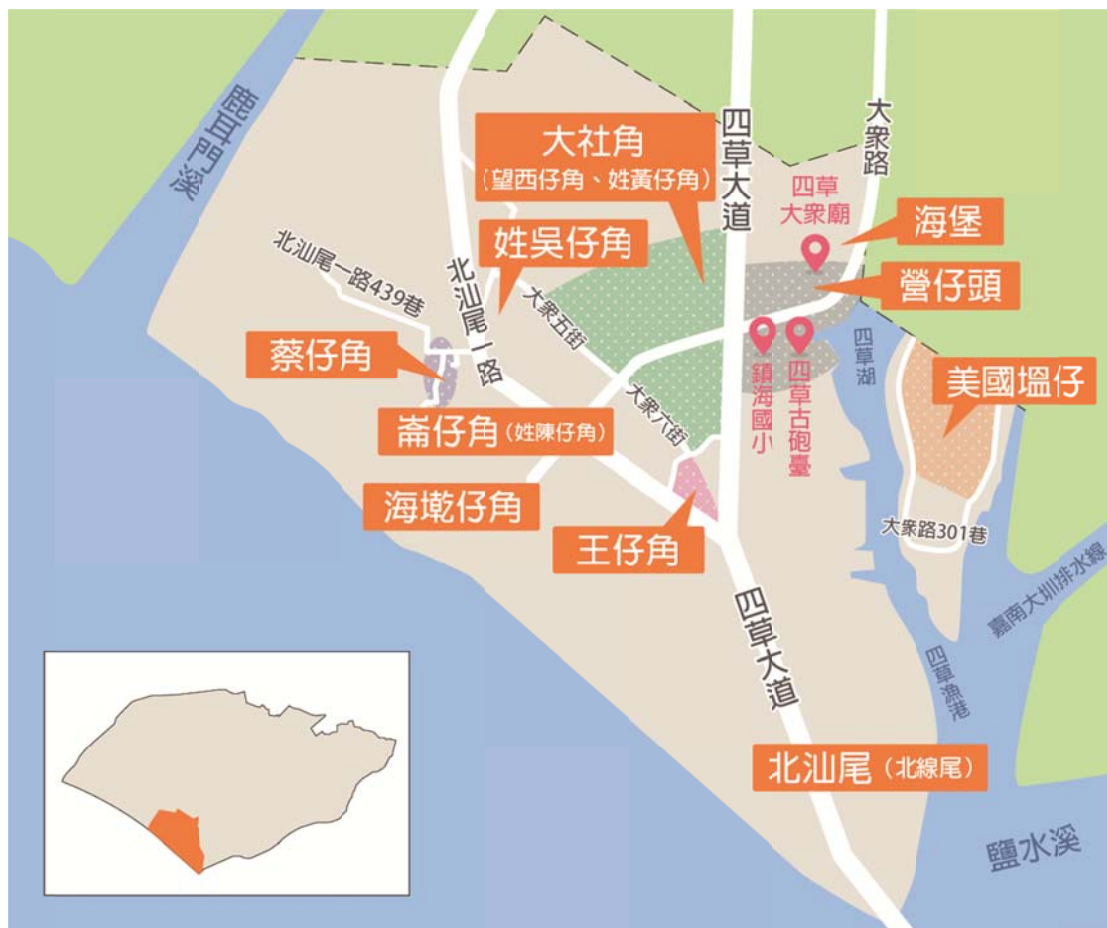 鹿耳門溪
大社角
(望西仔角、姓黃仔角)
四草大道
大眾路
四草
大眾廟
海堡
姓吳仔角
營仔頭
北汕尾一路439巷
北汕尾一路
大眾五街
四草湖
蔡仔角
美國塭仔
大眾六街
鎮海國小
四草古砲臺
崙仔角(姓陳仔角)
海墘仔角
王仔角
大眾路301巷
嘉南大圳排水線
四草大道
四草漁港
北汕尾(北線尾)
鹽水溪